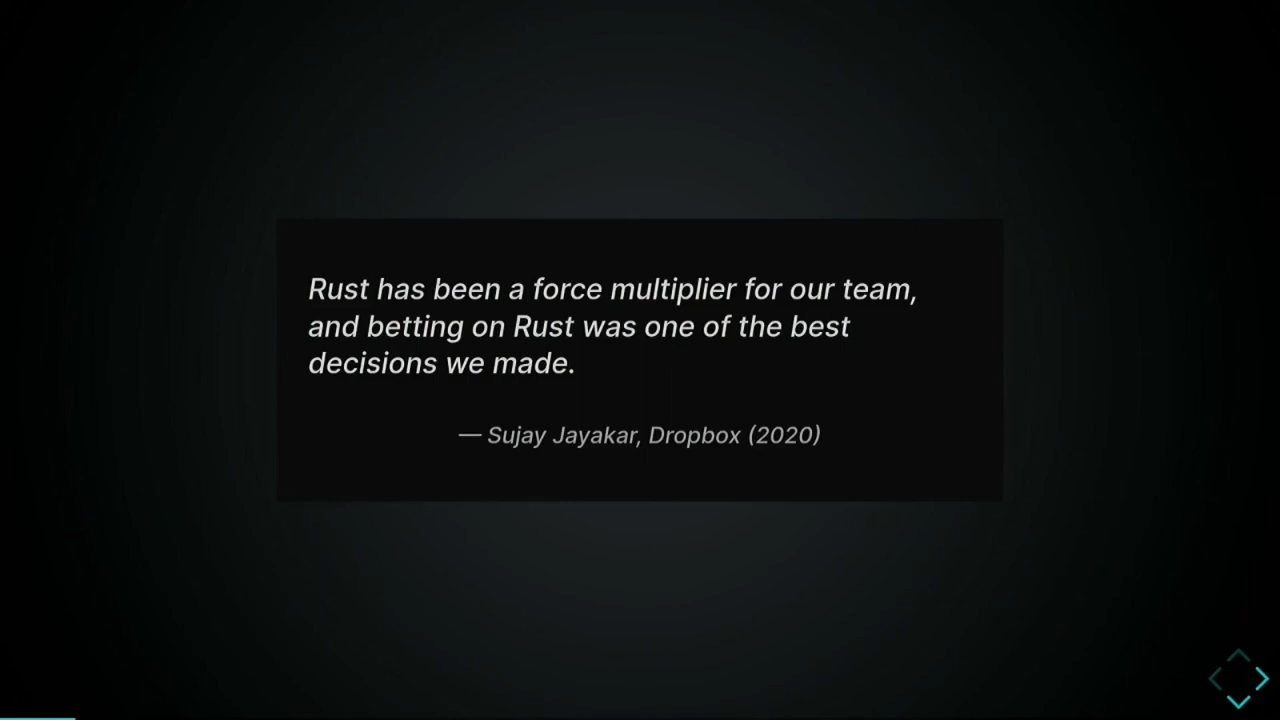 Rust has been a force multiplier for our team,
and betting on Rust was one of the best
decisions we made.
— Sujay Jayakar, Dropbox (2020)